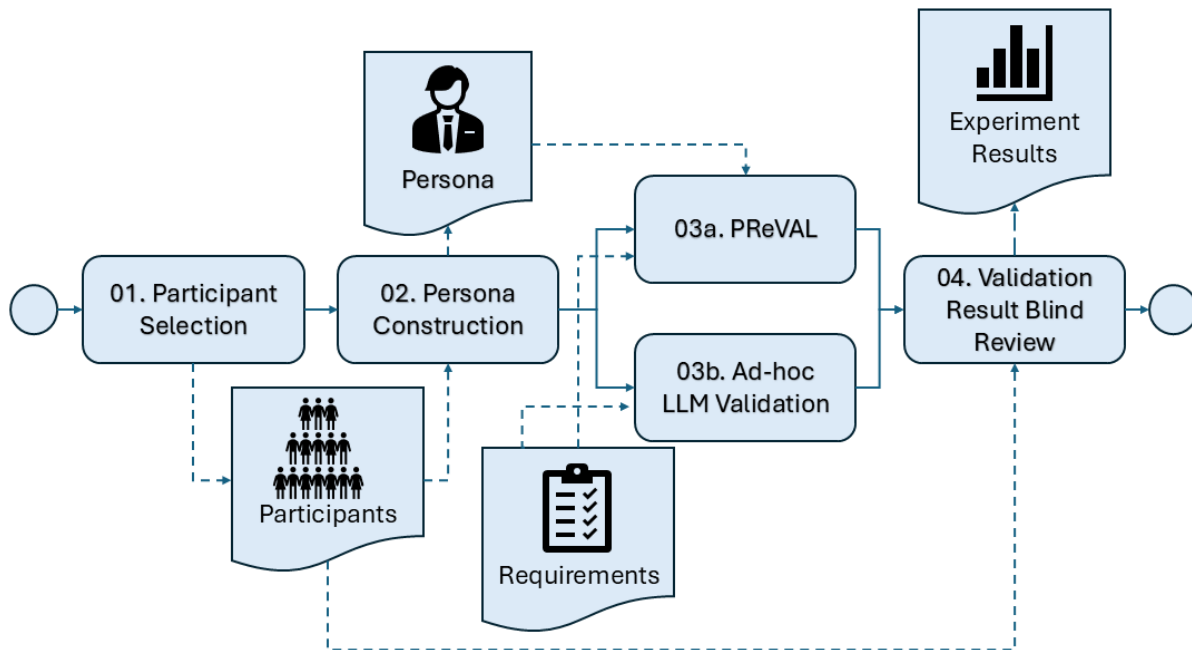 Persona
Experiment
Results
01. Participant
Selection
02. Persona
Construction
03a. PReVAL
03b. Ad-hoc
LLM Validation
04. Validation
Result Blind
Review
Participants
Requirements